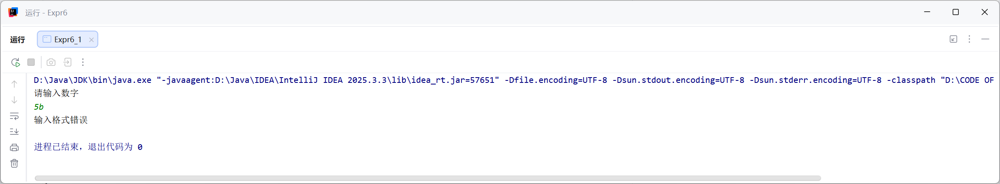 运行 - Expr6
运行 Expr6_1
D:\Java\JDK\bin\java.exe "-javaagent:D:\Java\IDEA\IntelliJ IDEA 2025.3.3\lib\idea_rt.jar=57651" -Dfile.encoding=UTF-8 -Dsun.stdout.encoding=UTF-8 -Dsun.stderr.encoding=UTF-8 -classpath "D:\CODE OF
请输入数字
5b
输入格式错误
进程已结束，退出代码为 0